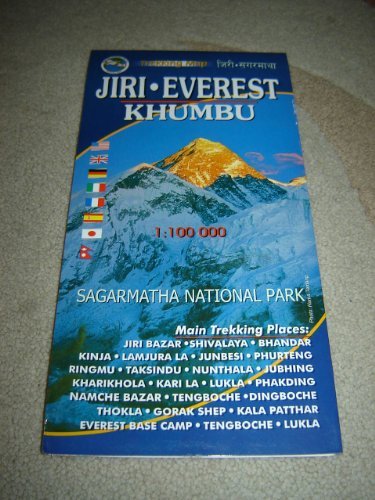 TREKKING MAP जिरी • सगरमाथा
JIRI • EVEREST
KHUMBU
1:100 000
SAGARMATHA NATIONAL PARK
Main Trekking Places:
JIRI BAZAR • SHIVALAYA • BHANDAR
KINJA • LAMJURA LA • JUNBESI • PHURTENG
RINGMU • TAKSINDU • NUNTHALA • JUBHING
KHARIKHOLA • KARI LA • LUKLA • PHAKDING
NAMCHE BAZAR • TENGBOCHE • DINGBOCHE
THOKLA • GORAK SHEP • KALA PATTHAR
EVEREST BASE CAMP • TENGBOCHE • LUKLA